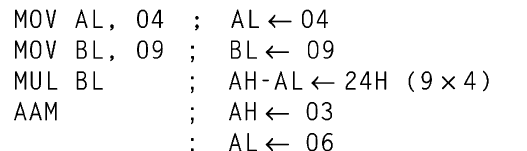 MOV AL, 04 ; AL ← 04
MOV BL, 09 ; BL ← 09
MUL BL ; AH-AL ← 24H (9 × 4)
AAM ; AH ← 03
: AL ← 06